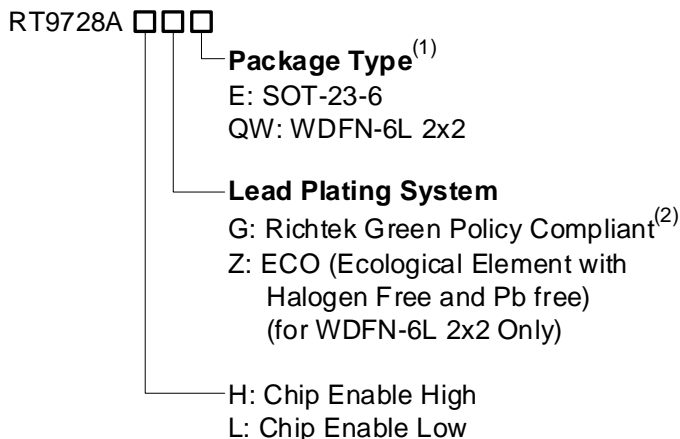 RT9728A
Package Type(1)
E: SOT-23-6
QW: WDFN-6L 2x2
Lead Plating System
G: Richtek Green Policy Compliant(2)
Z: ECO (Ecological Element with
Halogen Free and Pb free)
(for WDFN-6L 2x2 Only)
H: Chip Enable High
L: Chip Enable Low